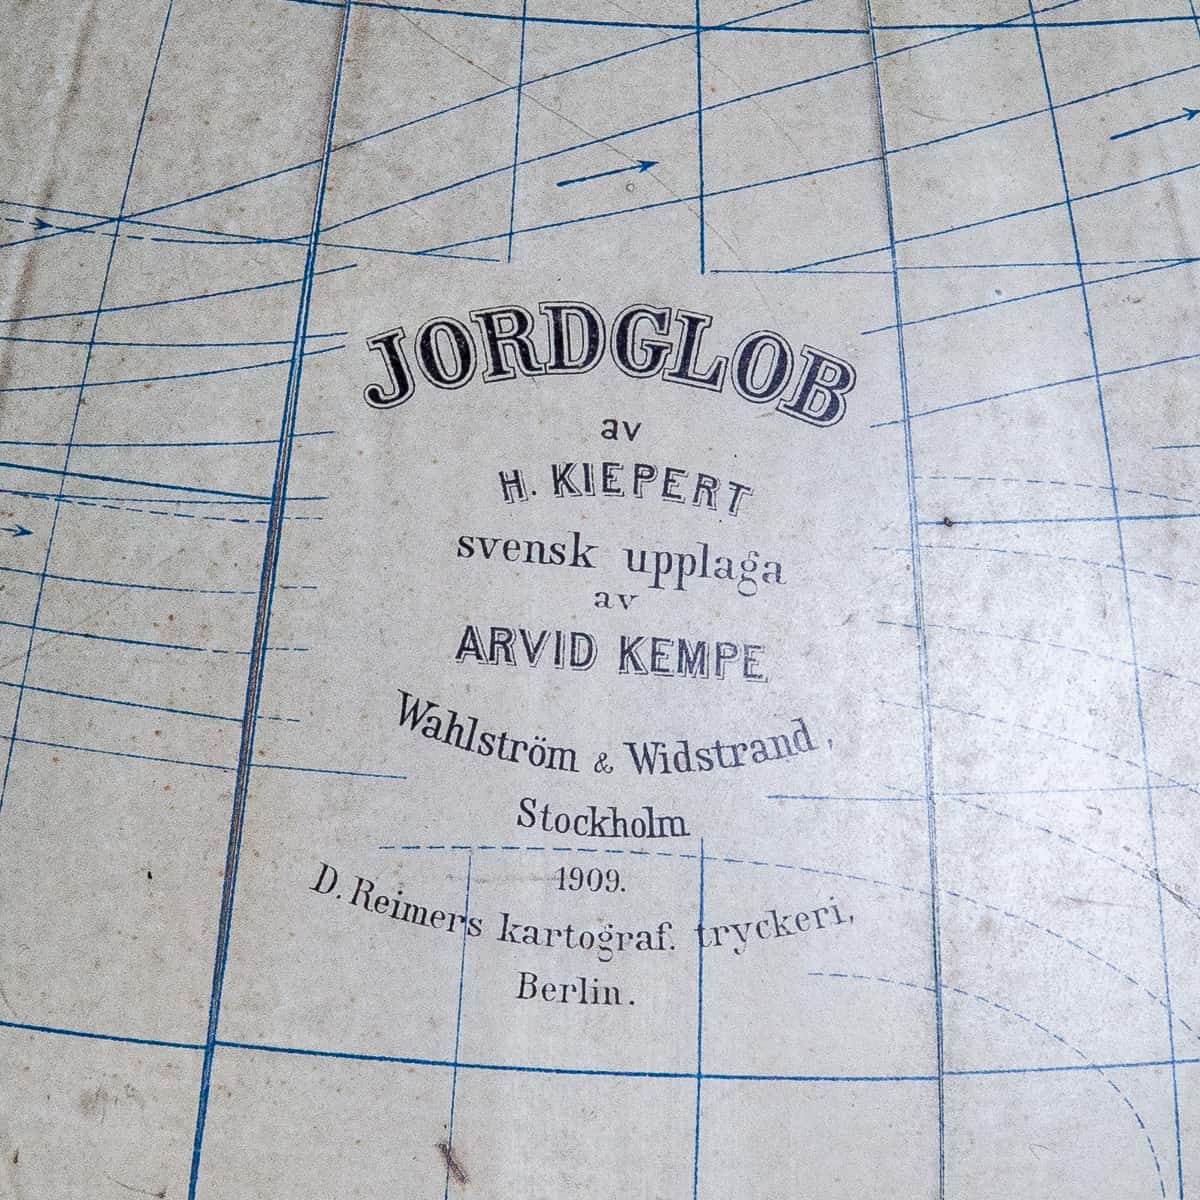 JORDGLOB
av
H. KIEPERT
svensk upplaga
av
ARVID KEMPE
Wahlström & Widstrand,
Stockholm
1909.
D. Reimers kartograf. tryckeri,
Berlin.